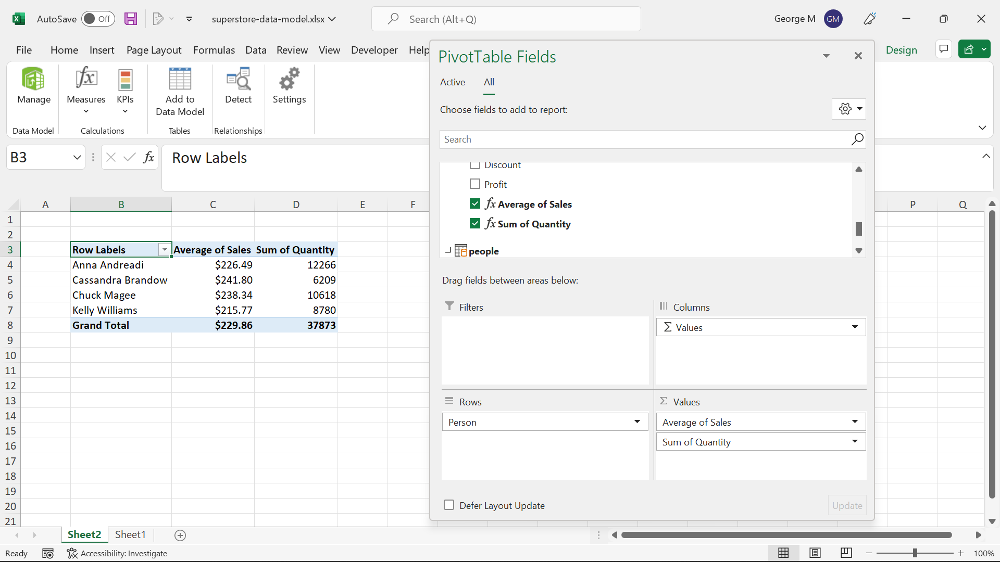 AutoSave Off superstore-data-model.xlsx Search (Alt+Q) George M GM
File Home Insert Page Layout Formulas Data Review View Developer Help Design
Manage
Data Model
Measures
KPIs
Calculations
Add to
Data Model
Tables
Detect
Relationships
Settings
B3 fx Row Labels
A B C D E F P Q
1
2
3 Row Labels Average of Sales Sum of Quantity
4 Anna Andreadi $226.49 12266
5 Cassandra Brandow $241.80 6209
6 Chuck Magee $238.34 10618
7 Kelly Williams $215.77 8780
8 Grand Total $229.86 37873
9
10
11
12
13
14
15
16
17
18
19
20
21
PivotTable Fields
Active All
Choose fields to add to report:
Search
Discount
Profit
fx Average of Sales
fx Sum of Quantity
people
Drag fields between areas below:
Filters
Columns
Σ Values
Rows
Person
Σ Values
Average of Sales
Sum of Quantity
Defer Layout Update Update
Sheet2 Sheet1
Ready Accessibility: Investigate 100%